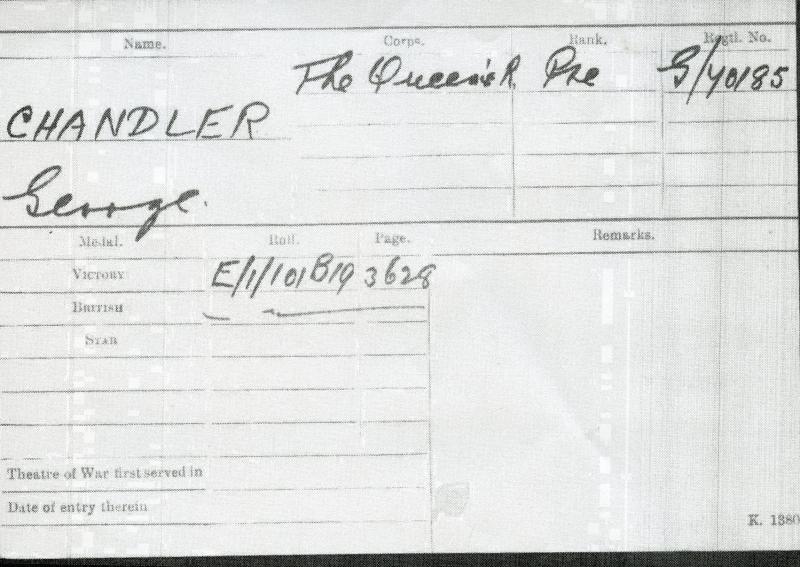 Name. Corps. Rank. Regtl. No.
The Queen's R. Pte G/40185
CHANDLER
George.
Medal. Roll. Page. Remarks.
VICTORY E/1/101B19 3628
BRITISH
STAR
Theatre of War first served in
Date of entry therein
K. 1380